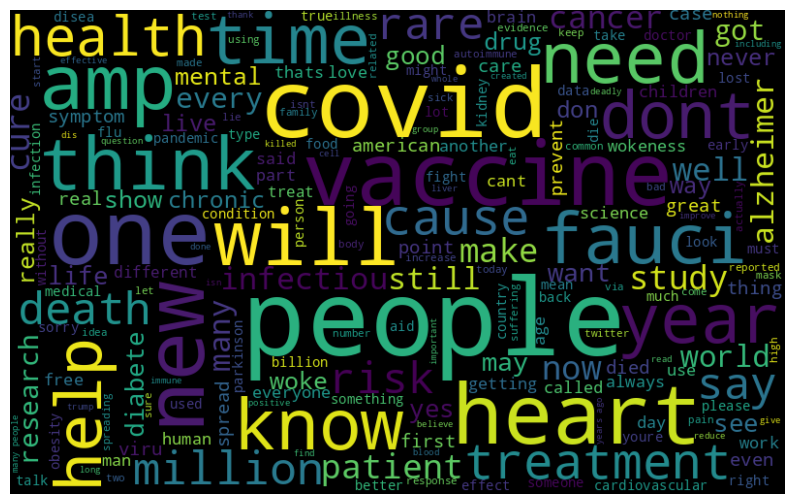 disea
test
thank
using
true
illness
brain
cancer
case
got
nothing
including
health
time
rare
evidence
keep
take
doctor
start
effective
made
thats
love
related
good
drug
might
autoimmune
whole
never
need
amp
mental
every
covid
care
isnt
created
data
deadly
lost
cure
symptom
live
lie
family
sick
lot
kidney
don
children
dont
infection
dis
flu
pandemic
type
food
group
killed
cell
question
american
another
eat
die
common
early
prevent
wokeness
think
said
part
fight
liver
cant
bad
way
well
alzheimer
real
show
chronic
treat
going
vaccine
science
great
actually
improve
really
without
condition
done
person
body
increase
today
point
look
must
one
will
cause
make
fauci
reported
mask
life
different
isn
infectiou
still
want
mean
via
study
thing
death
medical
let
sorry
idea
people
back
country
suffering
age
much
come
year
number
aid
important
twitter
high
new
many
parkinson
billion
may
now
died
world
research
free
immune
used
sure
diabete
woke
risk
getting
called
always
read
use
say
help
trump
spreading
obesity
spread
everyone
something
positive
yes
believe
know
heart
years ago
day
pain
please
see
give
reduce
many people
viru
human
first
youre
work
even
long
man
million
find
blood
patient
treatment
talk
two
better
response
effect
someone
cardiovascular
right